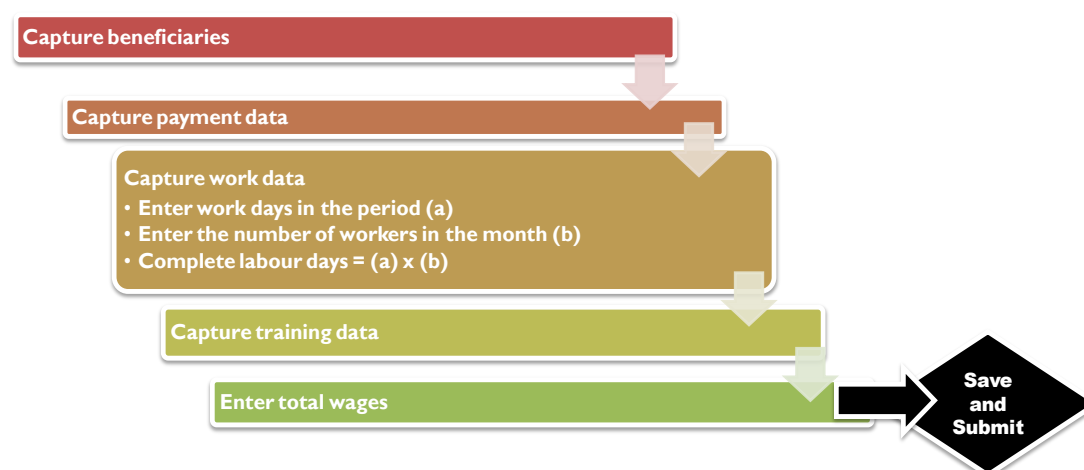 Capture beneficiaries
Capture payment data
Capture work data
• Enter work days in the period (a)
• Enter the number of workers in the month (b)
• Complete labour days = (a) x (b)
Capture training data
Enter total wages
Save
and
Submit